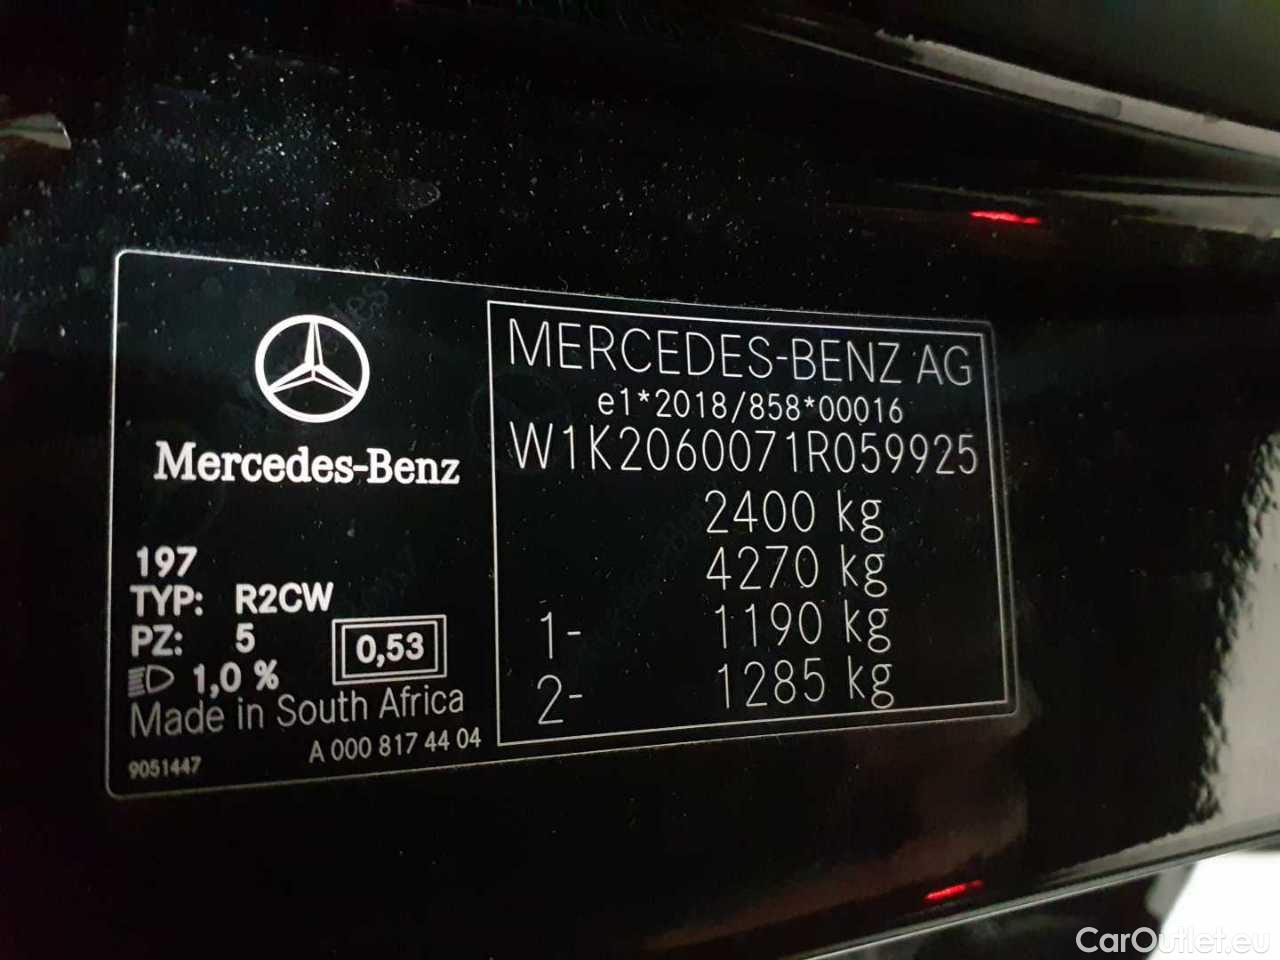 Mercedes-Benz
197
TYP: R2CW
PZ: 5
1,0 %
0,53
Made in South Africa
A 000 817 44 04
9051447
MERCEDES-BENZ AG
e1*2018/858*00016
W1K2060071R059925
2400 kg
4270 kg
1- 1190 kg
2- 1285 kg
CarOutlet.eu